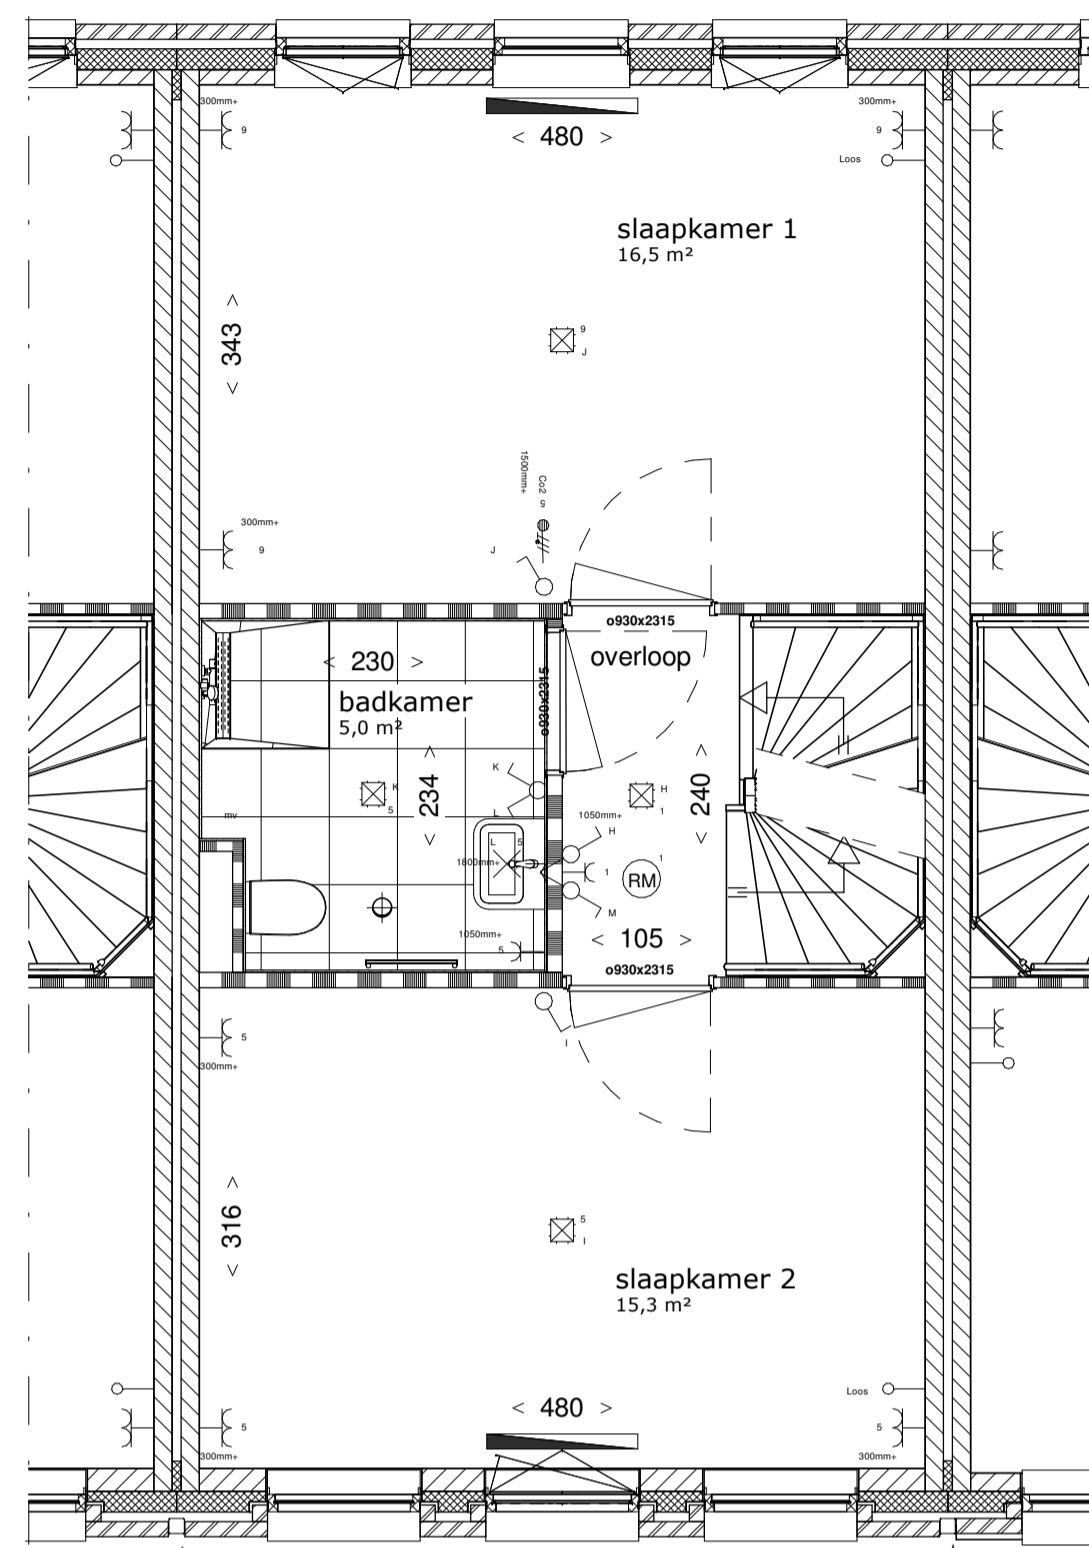 300mm+
300mm+
9
9
Loos
< 480 >
slaapkamer 1
16,5 m²
< 343 >
9
J
1500mm+
Co2 5
300mm+
9
J
o930x2315
< 230 >
overloop
badkamer
5,0 m²
o930x2315
K
K
5
< 234 >
H
1
< 240 >
mv
L
1050mm+
H
L
5
1800mm+
1
1
RM
M
1050mm+
5
< 105 >
o930x2315
5
I
300mm+
< 316 >
5
I
slaapkamer 2
15,3 m²
Loos
< 480 >
5
5
300mm+
300mm+